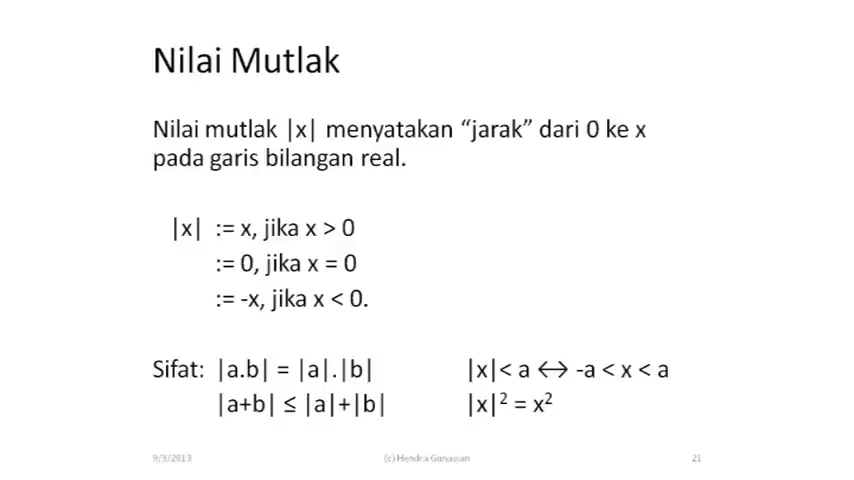 Nilai Mutlak
Nilai mutlak |x| menyatakan “jarak” dari 0 ke x
pada garis bilangan real.
|x| := x, jika x > 0
:= 0, jika x = 0
:= -x, jika x < 0.
Sifat: |a.b| = |a|.|b| |x|< a ↔ -a < x < a
|a+b| ≤ |a|+|b| |x|² = x²
9/3/2013 (c) Hendra Gunawan 21